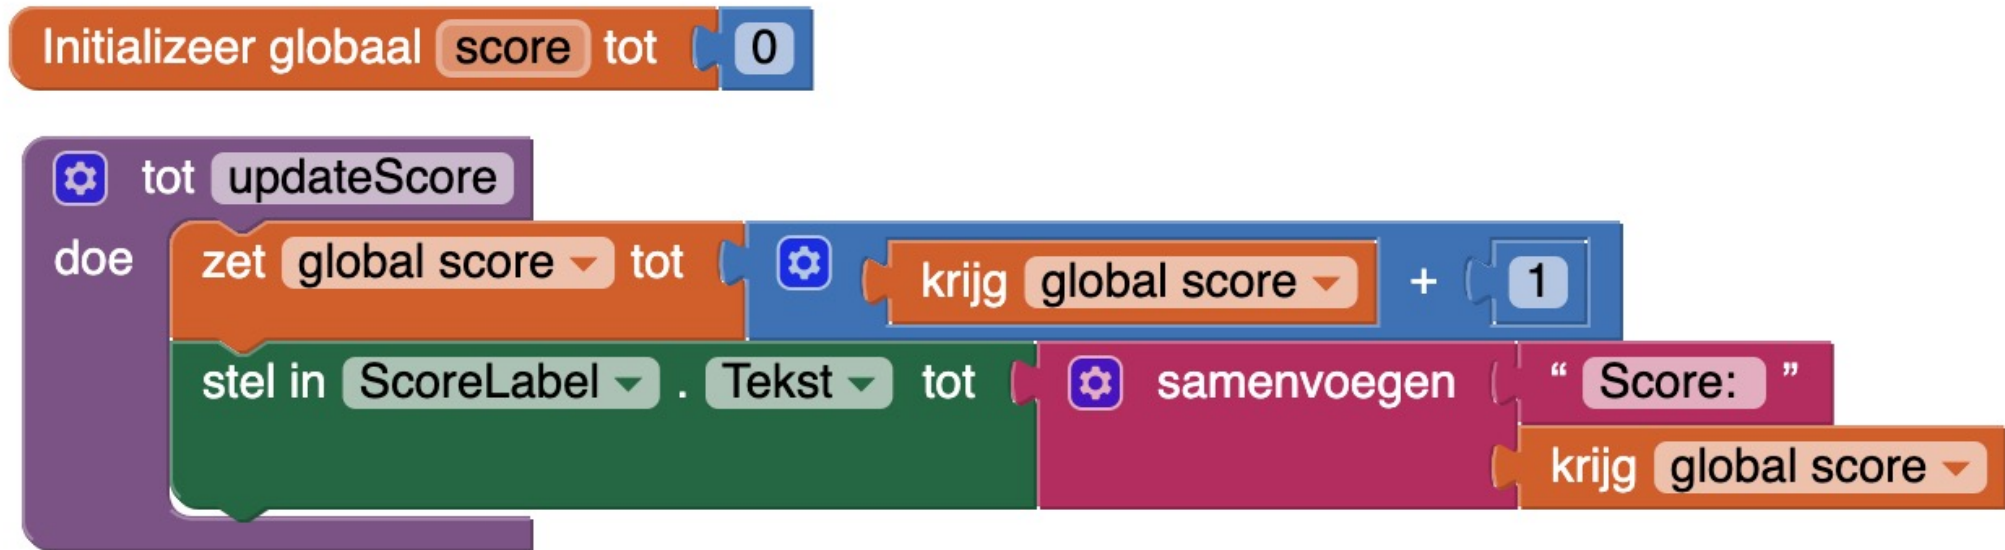 Initializeer globaal score tot 0
tot updateScore
doe zet global score tot krijg global score + 1
stel in ScoreLabel . Tekst tot samenvoegen “ Score: ”
krijg global score